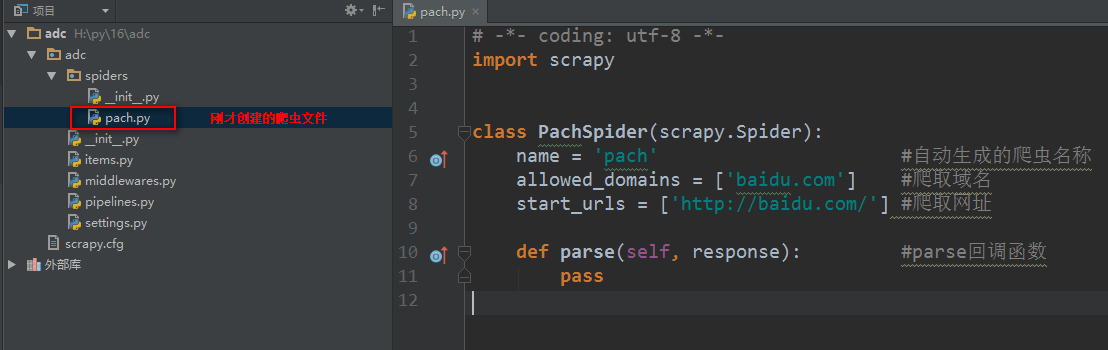 项目
adc H:\py\16\adc
adc
spiders
__init__.py
pach.py 刚才创建的爬虫文件
__init__.py
items.py
middlewares.py
pipelines.py
settings.py
scrapy.cfg
外部库
pach.py ×
1 # -*- coding: utf-8 -*-
2 import scrapy
3
4
5 class PachSpider(scrapy.Spider):
6 name = 'pach' #自动生成的爬虫名称
7 allowed_domains = ['baidu.com'] #爬取域名
8 start_urls = ['http://baidu.com/'] #爬取网址
9
10 def parse(self, response): #parse回调函数
11 pass
12